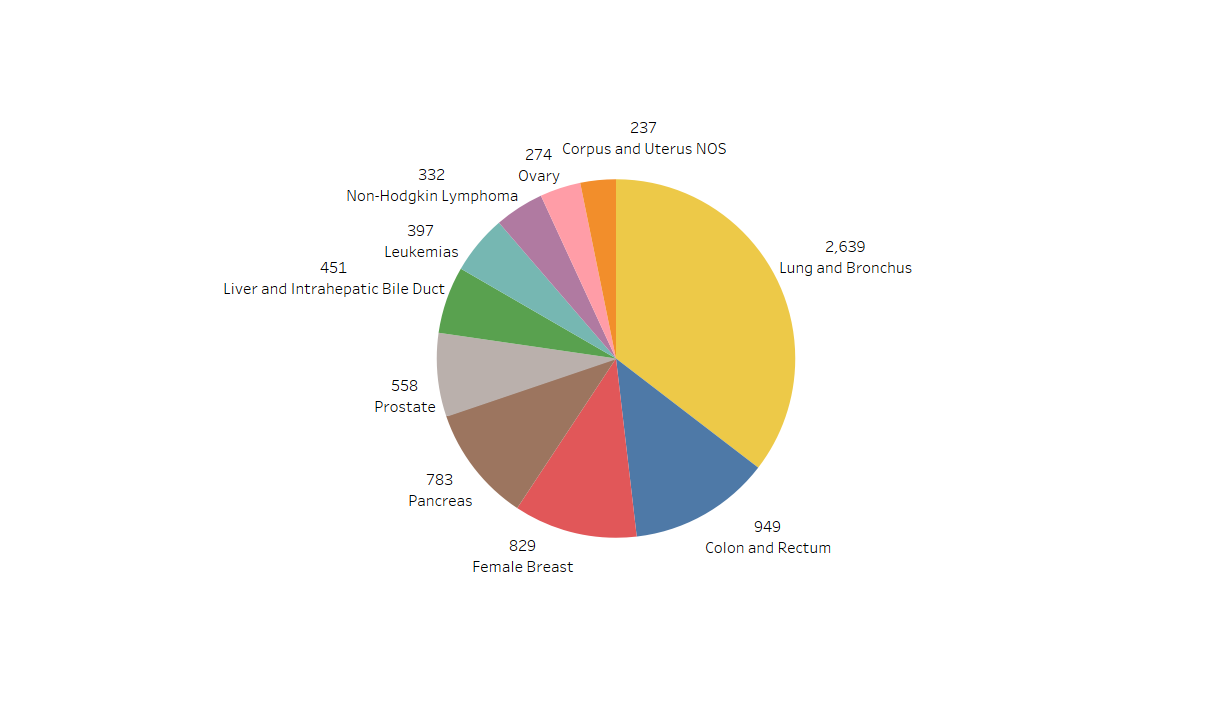 237
Corpus and Uterus NOS
274
Ovary
332
Non-Hodgkin Lymphoma
397
Leukemias
2,639
Lung and Bronchus
451
Liver and Intrahepatic Bile Duct
558
Prostate
783
Pancreas
949
Colon and Rectum
829
Female Breast